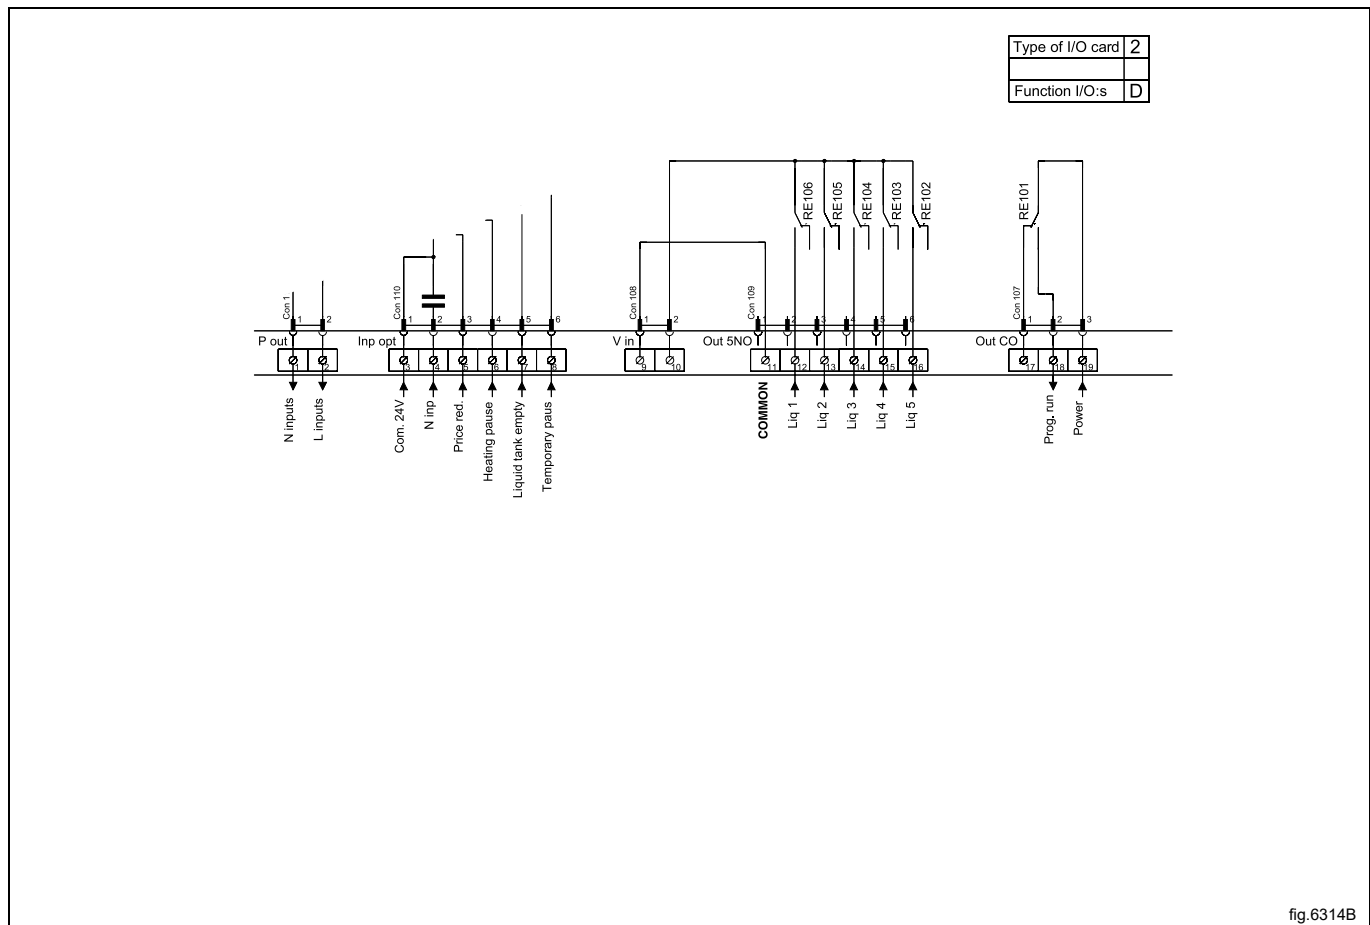 Type of I/O card 2
Function I/O:s D
RE106
RE105
RE104
RE103
RE102
RE101
Con 1
Con 110
Con 108
Con 109
Con 107
1 2
1 2 3 4 5 6
1 2
1 2 3 4 5 6
1 2 3
P out
Inp opt
V in
Out 5NO
Out CO
1 2
3 4 5 6 7 8
9 10
11 12 13 14 15 16
17 18 19
N inputs
L inputs
Com. 24V
N inp
Price red.
Heating pause
Liquid tank empty
Temporary paus
COMMON
Liq 1
Liq 2
Liq 3
Liq 4
Liq 5
Prog. run
Power
fig.6314B